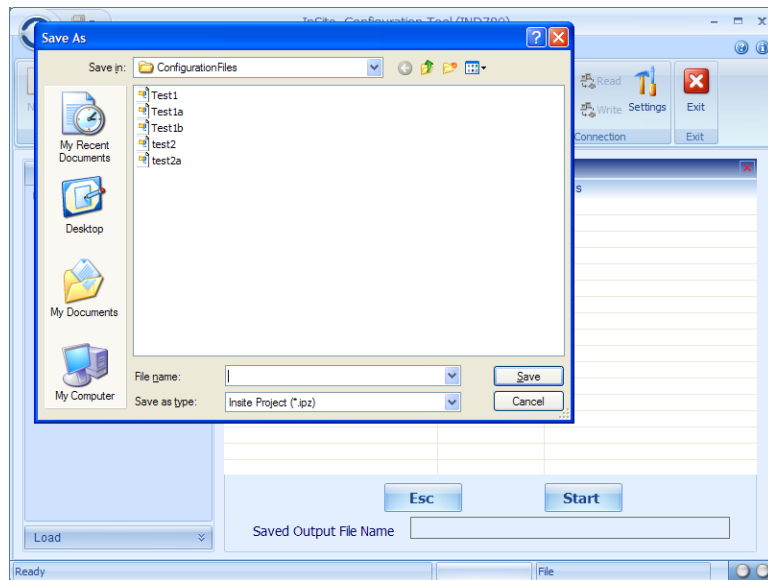 InSite Configuration Tool (IND780)
Save As
Save in:
ConfigurationFiles
Test1
Test1a
Test1b
test2
test2a
My Recent
Documents
Desktop
My Documents
My Computer
File name:
Save
Save as type:
Insite Project (*.ipz)
Cancel
Read
Write
Settings
Exit
Connection
Exit
s
Esc
Start
Load
Saved Output File Name
Ready
File